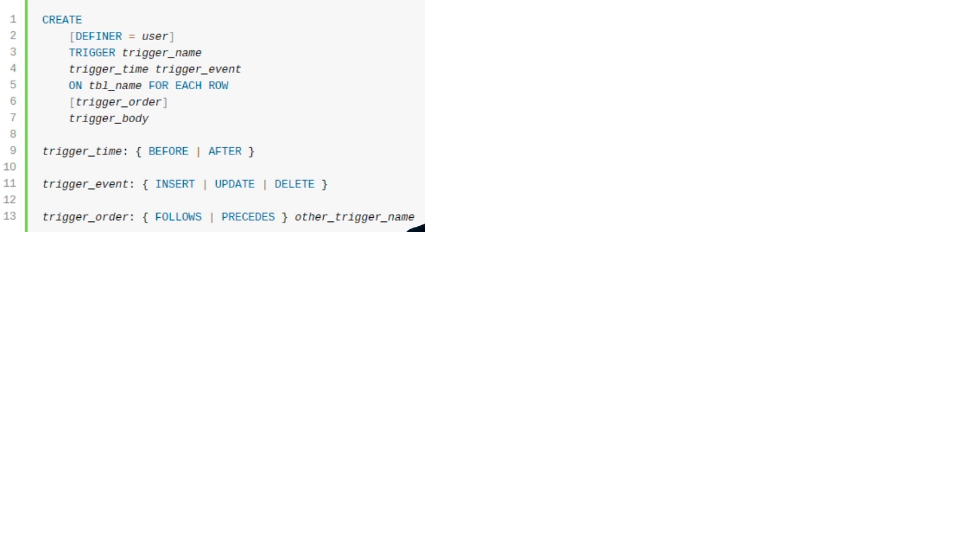 1 CREATE
2 [DEFINER = user]
3 TRIGGER trigger_name
4 trigger_time trigger_event
5 ON tbl_name FOR EACH ROW
6 [trigger_order]
7 trigger_body
8
9 trigger_time: { BEFORE | AFTER }
10
11 trigger_event: { INSERT | UPDATE | DELETE }
12
13 trigger_order: { FOLLOWS | PRECEDES } other_trigger_name